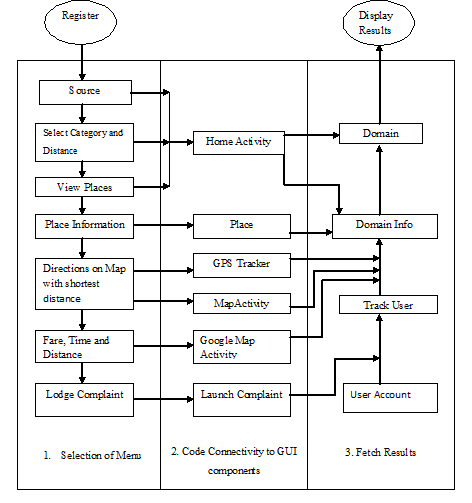 Register
Display
Results
Source
Select Category and
Distance
View Places
Place Information
Directions on Map
with shortest
distance
Fare, Time and
Distance
Lodge Complaint
Home Activity
Place
GPS Tracker
MapActivity
Google Map
Activity
Launch Complaint
Domain
Domain Info
Track User
User Account
1. Selection of Menu
2. Code Connectivity to GUI
components
3. Fetch Results